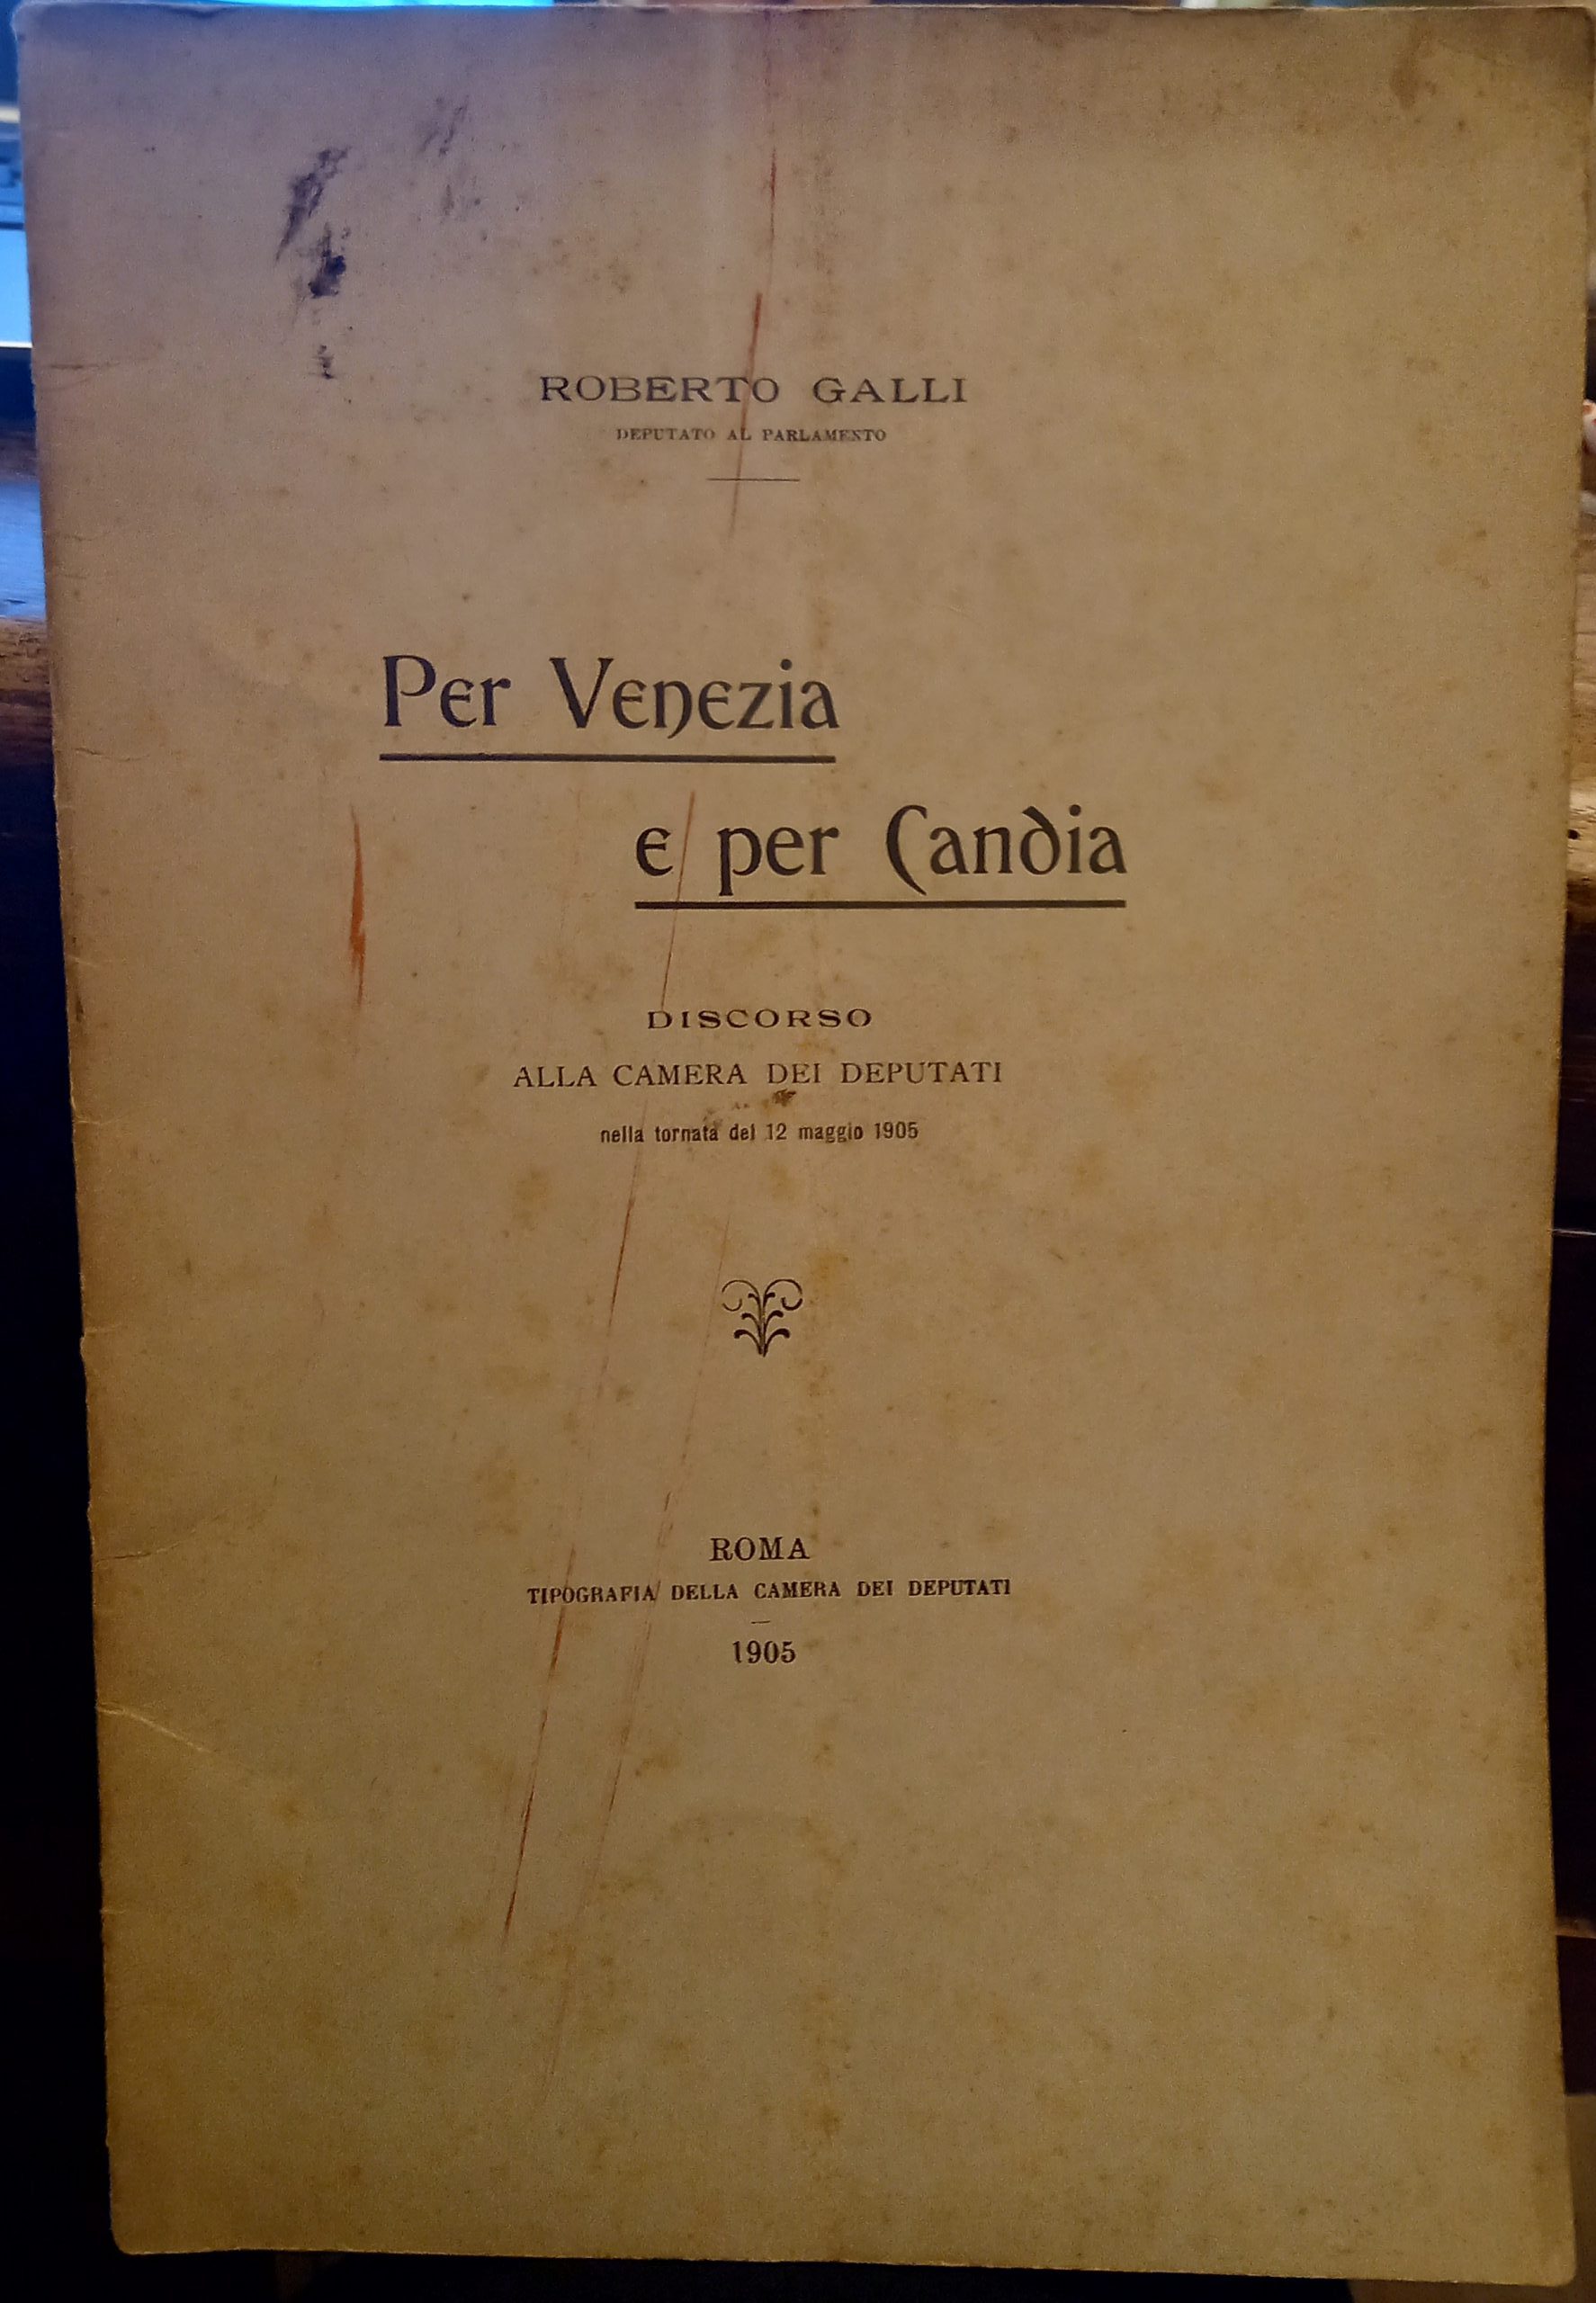 ROBERTO GALLI
DEPUTATO AL PARLAMENTO
Per Venezia
e per Candia
DISCORSO
ALLA CAMERA DEI DEPUTATI
nella tornata del 12 maggio 1905
ROMA
TIPOGRAFIA DELLA CAMERA DEI DEPUTATI
1905